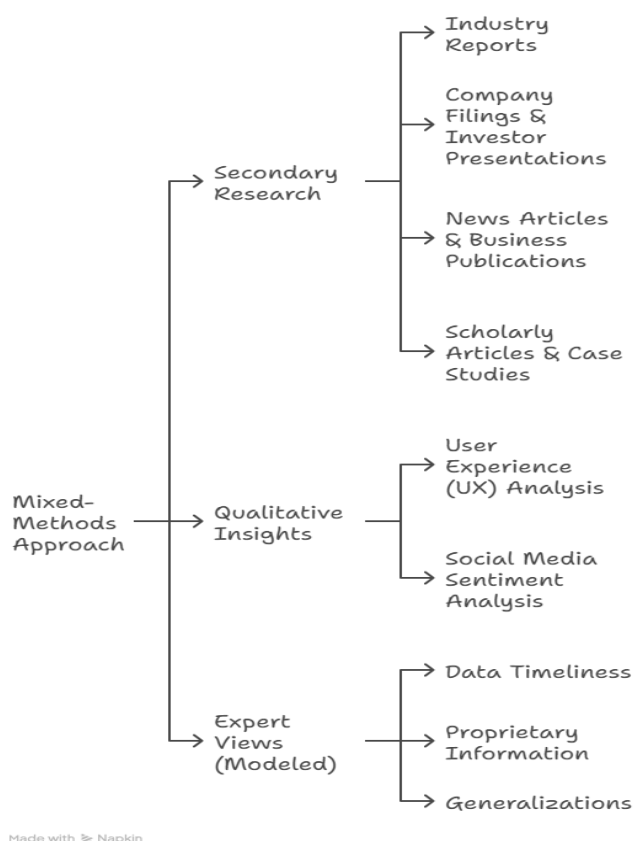 Industry
Reports
Company
Filings &
Investor
Presentations
Secondary
Research
News Articles
& Business
Publications
Scholarly
Articles & Case
Studies
User
Experience
(UX) Analysis
Mixed-
Methods
Approach
Qualitative
Insights
Social Media
Sentiment
Analysis
Data Timeliness
Expert
Views
(Modeled)
Proprietary
Information
Generalizations
Made with Napkin